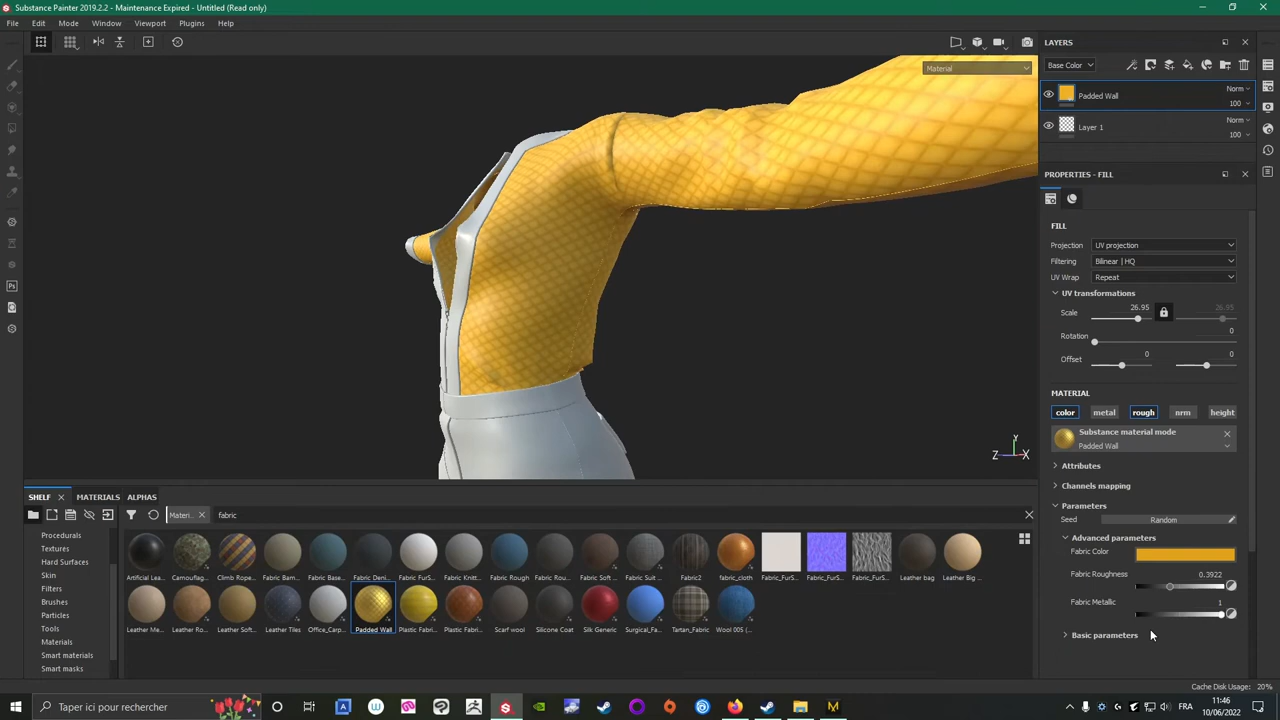 Substance Painter 2019.2.2 - Maintenance Expired - Untitled (Read only)
File Edit Mode Window Viewport Plugins Help
Material
LAYERS
Base Color
Padded Wall Norm 100
Layer 1 Norm 100
PROPERTIES - FILL
FILL
Projection UV projection
Filtering Bilinear | HQ
UV Wrap Repeat
UV transformations
Scale 26.95 26.95
Rotation 0
Offset 0 0
MATERIAL
color metal rough nrm height
Substance material mode
Padded Wall
Attributes
Channels mapping
Parameters
Seed Random
Advanced parameters
Fabric Color
Fabric Roughness 0.3922
Fabric Metallic 1
Basic parameters
Y
Z X
SHELF MATERIALS ALPHAS
Materi... fabric
Procedurals
Textures
Hard Surfaces
Skin
Filters
Brushes
Particles
Tools
Materials
Smart materials
Smart masks
Artificial Lea... Camouflag... Climb Rope... Fabric Bam... Fabric Base... Fabric Deni... Fabric FurS... Fabric Knitt... Fabric Rough Fabric Rou... Fabric Soft ... Fabric Suit ... Fabric2 fabric_cloth Fabric_FurS... Fabric_FurS... Fabric_FurS... Leather bag Leather Big ...
Leather Me... Leather Ro... Leather Soft... Leather Tiles Office_Carp... Padded Wall Plastic Fabri... Plastic Fabri... Scarf wool Silicone Coat Silk Generic Surgical_Fa... Tartan_Fabric Wool 005 (...
Cache Disk Usage: 20%
Taper ici pour rechercher
FRA
11:46
10/06/2022